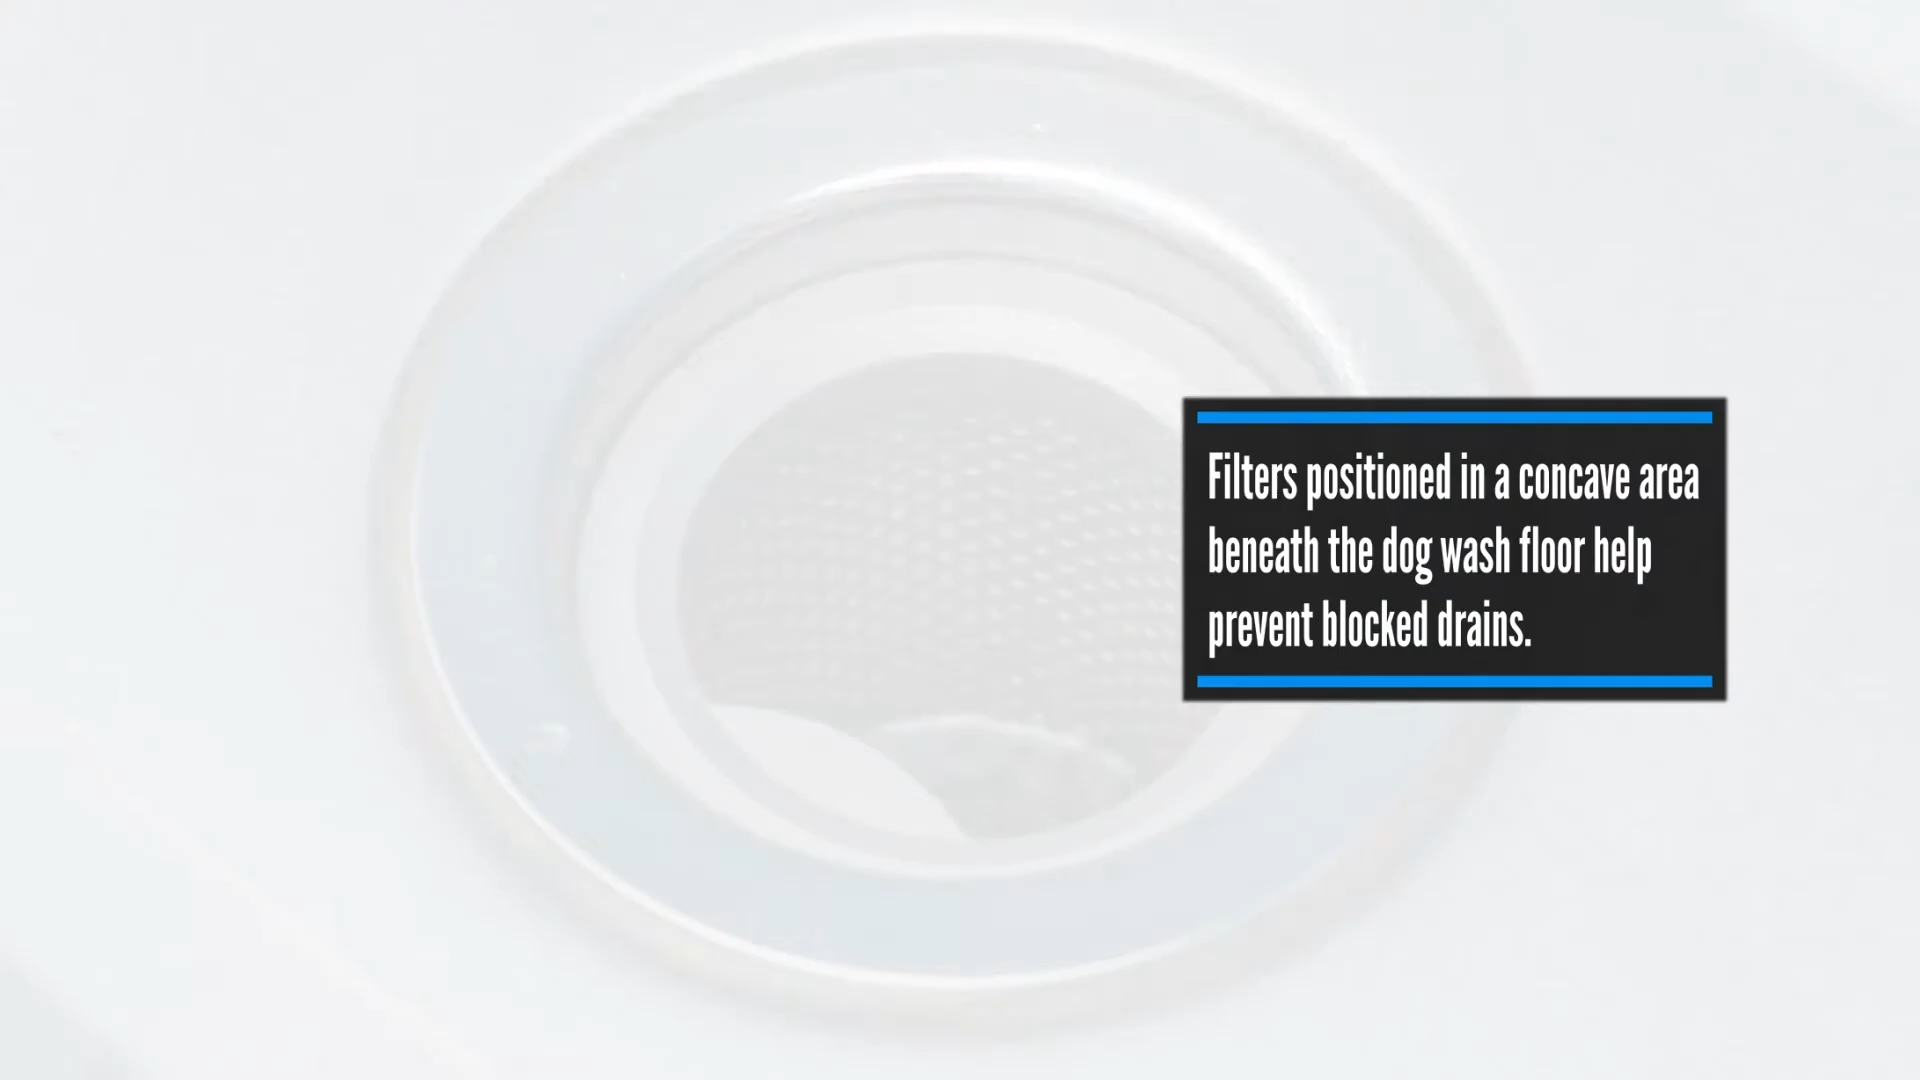 Filters positioned in a concave area
beneath the dog wash floor help
prevent blocked drains.